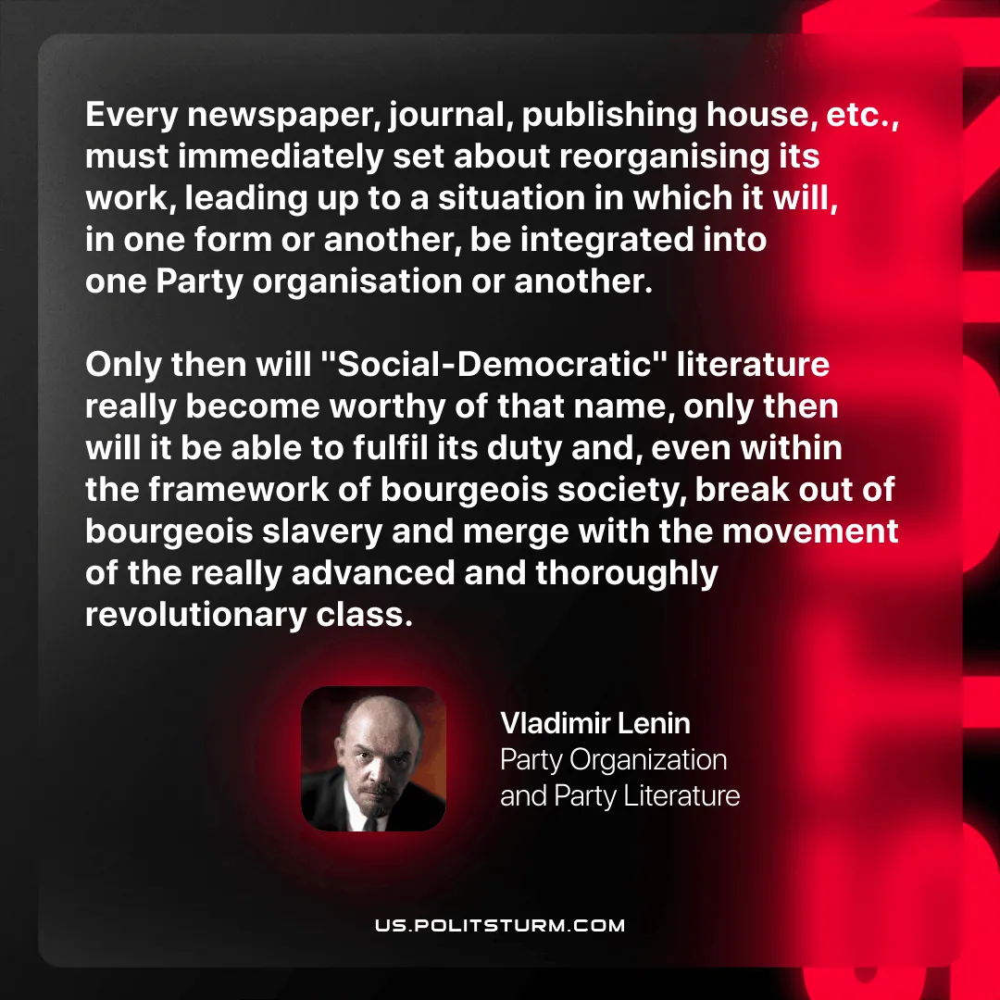 Every newspaper, journal, publishing house, etc.,
must immediately set about reorganising its
work, leading up to a situation in which it will,
in one form or another, be integrated into
one Party organisation or another.
Only then will "Social-Democratic" literature
really become worthy of that name, only then
will it be able to fulfil its duty and, even within
the framework of bourgeois society, break out of
bourgeois slavery and merge with the movement
of the really advanced and thoroughly
revolutionary class.
Vladimir Lenin
Party Organization
and Party Literature
US.POLITSTURM.COM